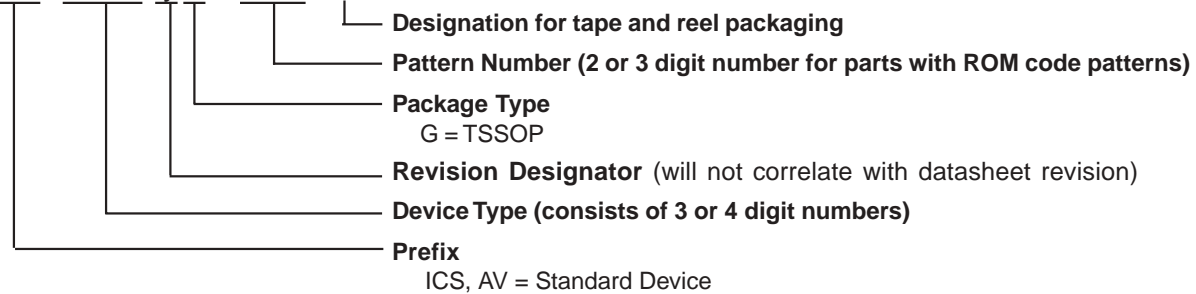 Designation for tape and reel packaging
Pattern Number (2 or 3 digit number for parts with ROM code patterns)
Package Type
G = TSSOP
Revision Designator (will not correlate with datasheet revision)
Device Type (consists of 3 or 4 digit numbers)
Prefix
ICS, AV = Standard Device